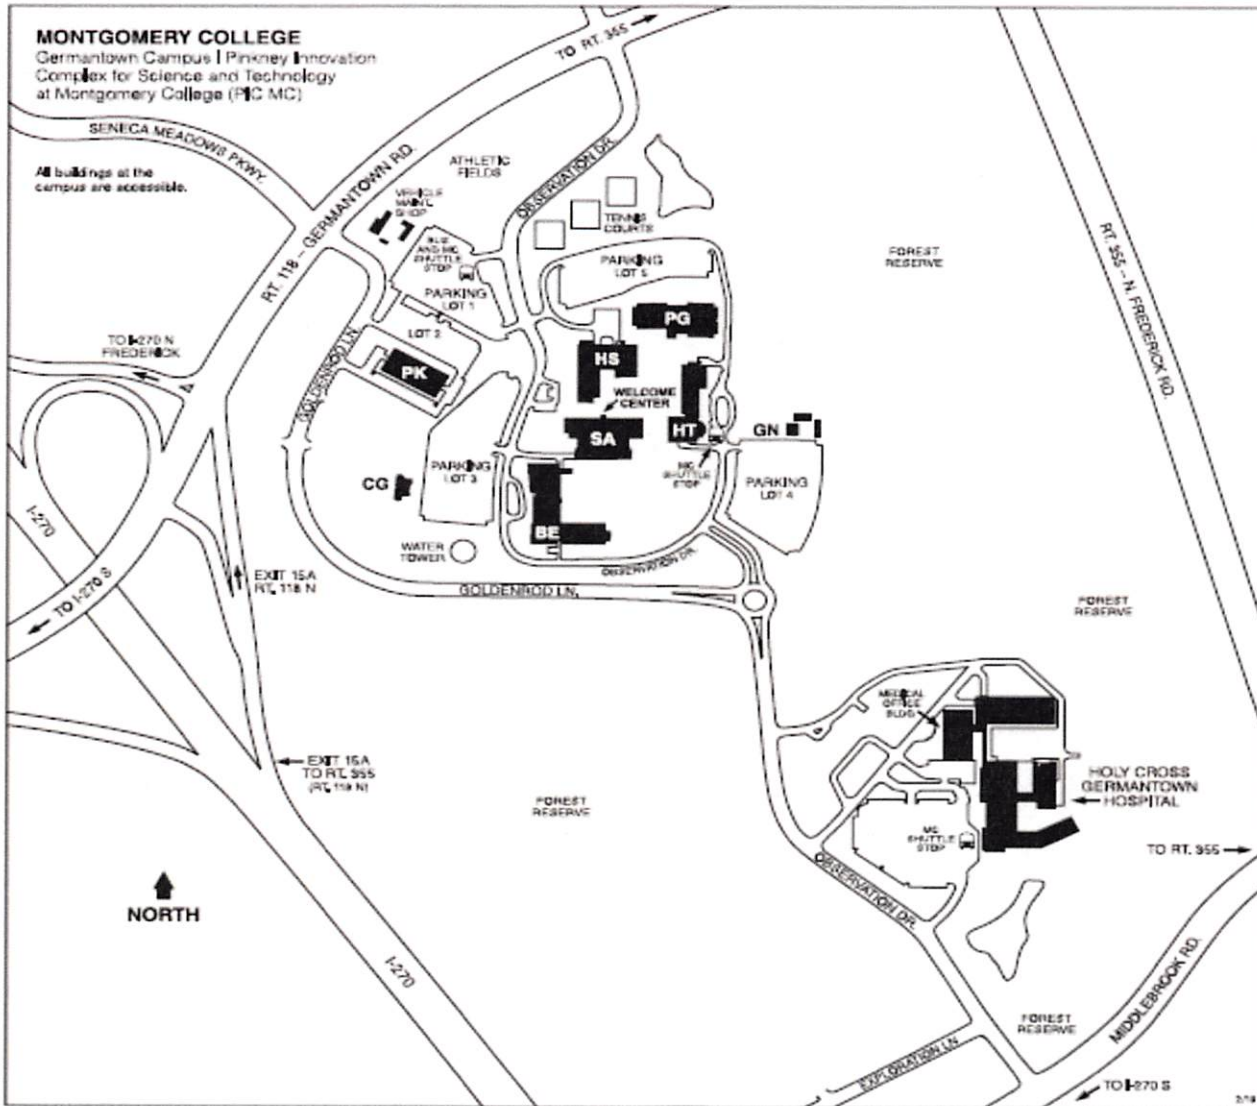 MONTGOMERY COLLEGE
Germantown Campus | Pinkney Innovation
Complex for Science and Technology
at Montgomery College (PIC MC)
SENECA MEADOWS PKWY.
All buildings at the
campus are accessible.
TO RT. 355
RT. 118 – GERMANTOWN RD.
ATHLETIC
FIELDS
VEHICLE
MAINT.
SHOP
OBSERVATION DR.
TENNIS
COURTS
BUS
AND MC
SHUTTLE
STOP
PARKING
LOT 1
PARKING
LOT 5
FOREST
RESERVE
RT. 355 – N. FREDERICK RD.
TO I-270 N
FREDERICK
GOLDENROD LN.
LOT 2
PK
PG
HS
WELCOME
CENTER
SA
HT
GN
MC
SHUTTLE
STOP
PARKING
LOT 4
CG
PARKING
LOT 3
BE
WATER
TOWER
OBSERVATION DR.
GOLDENROD LN.
I-270
TO I-270 S
EXIT 15A
RT. 118 N
FOREST
RESERVE
EXIT 15A
TO RT. 355
(RT. 118 N)
FOREST
RESERVE
MEDICAL
OFFICE
BLDG
HOLY CROSS
GERMANTOWN
HOSPITAL
MC
SHUTTLE
STOP
TO RT. 355
OBSERVATION DR.
NORTH
I-270
MIDDLEBROOK RD.
FOREST
RESERVE
EXPLORATION LN
TO I-270 S